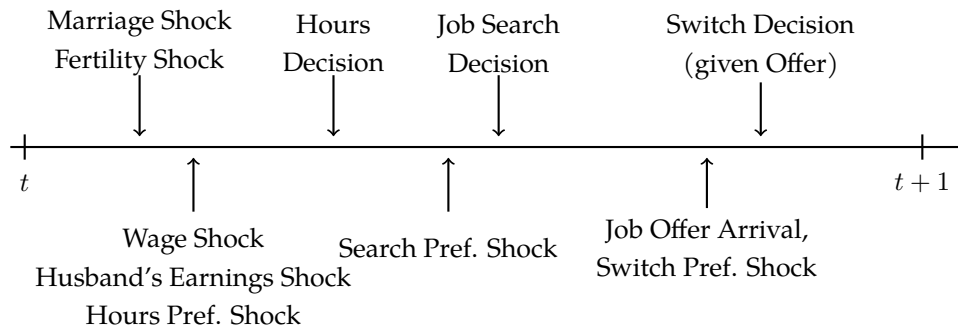 Marriage Shock
Fertility Shock
Hours
Decision
Job Search
Decision
Switch Decision
(given Offer)
t
t + 1
Wage Shock
Husband's Earnings Shock
Hours Pref. Shock
Search Pref. Shock
Job Offer Arrival,
Switch Pref. Shock